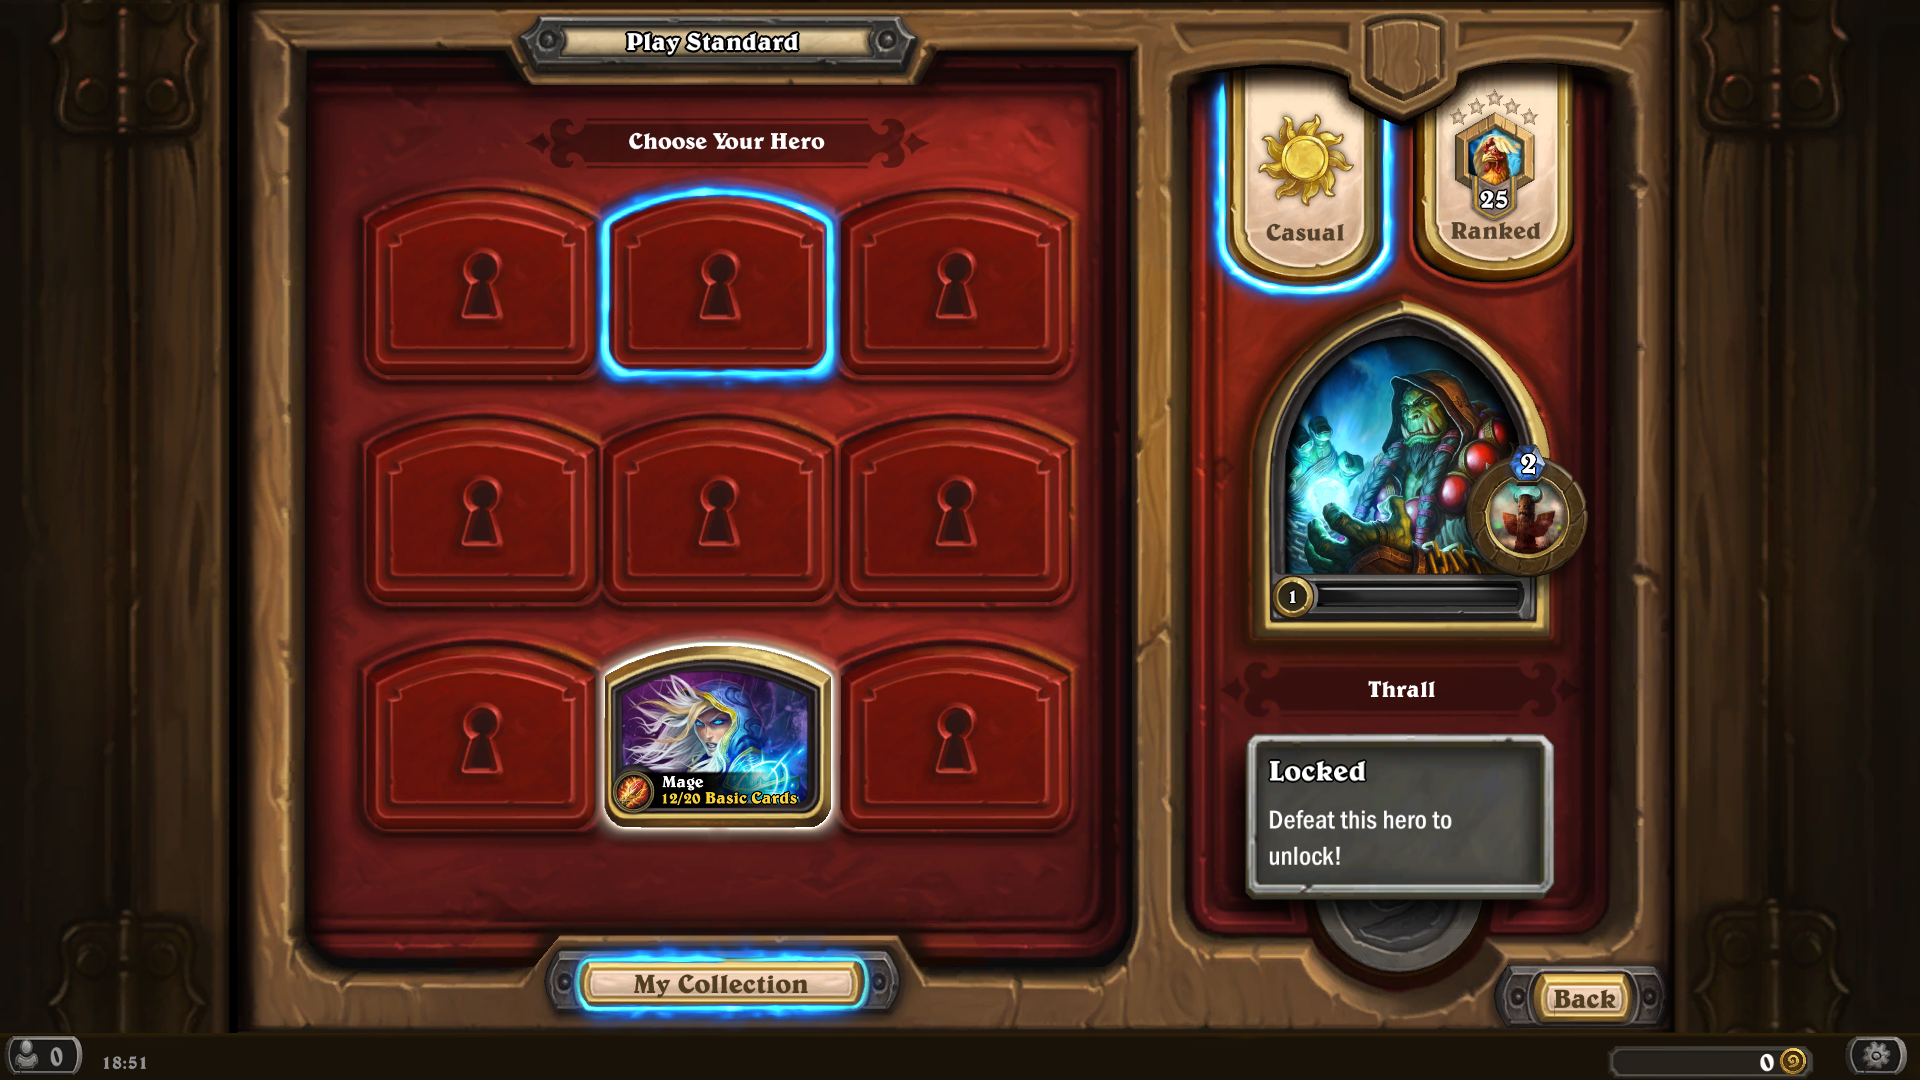 Play Standard
Choose Your Hero
Casual
25
Ranked
2
1
Thrall
Locked
Defeat this hero to
unlock!
Mage
12/20 Basic Cards
My Collection
Back
0
18:51
0